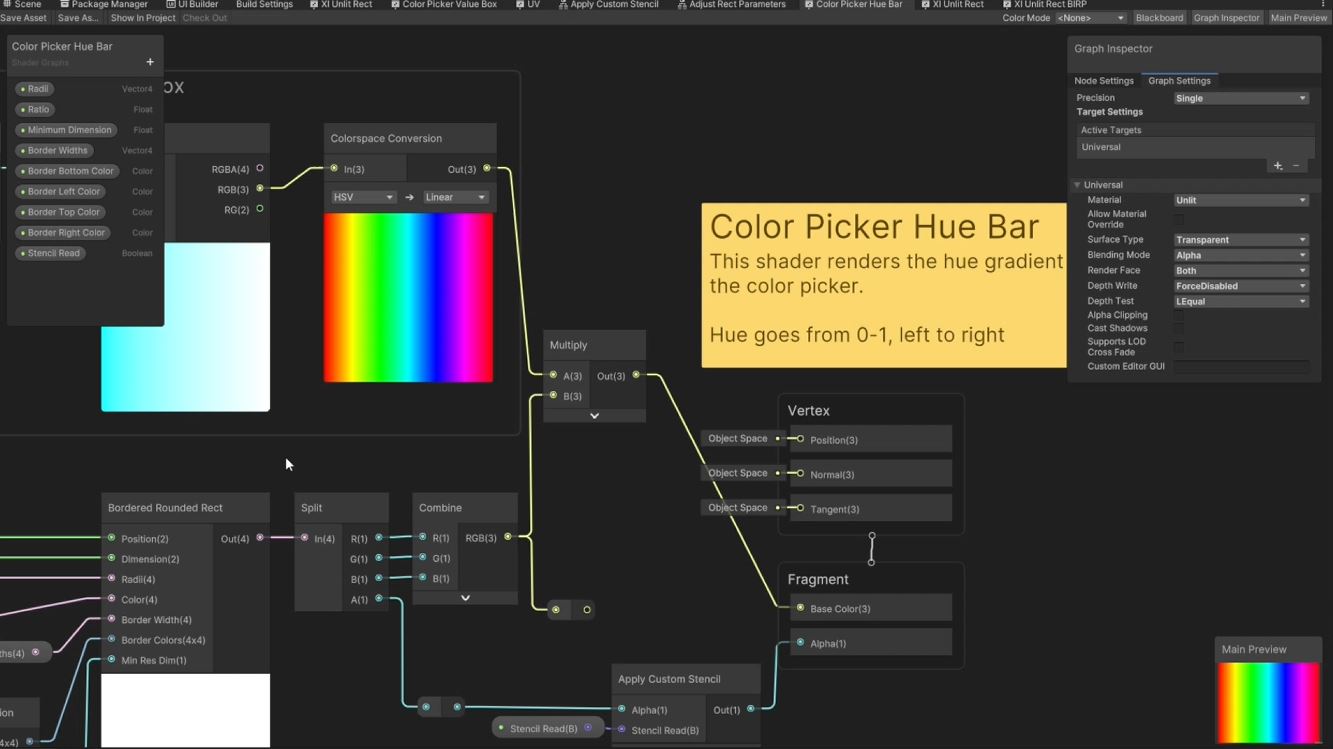 Scene Package Manager UI Builder Build Settings XI Unlit Rect Color Picker Value Box UV Apply Custom Stencil Adjust Rect Parameters Color Picker Hue Bar XI Unlit Rect XI Unlit Rect BIRP
Save Asset Save As... Show In Project Check Out Color Mode <None> Blackboard Graph Inspector Main Preview
Color Picker Hue Bar
Shader Graphs
+
Radii Vector4
Ratio Float
Minimum Dimension Float
Border Widths Vector4
Border Bottom Color Color
Border Left Color Color
Border Top Color Color
Border Right Color Color
Stencil Read Boolean
ox
RGBA(4)
RGB(3)
RG(2)
Colorspace Conversion
In(3) Out(3)
HSV Linear
Multiply
A(3) Out(3)
B(3)
Color Picker Hue Bar
This shader renders the hue gradient
the color picker.
Hue goes from 0-1, left to right
Graph Inspector
Node Settings Graph Settings
Precision Single
Target Settings
Active Targets
Universal
+ −
Universal
Material Unlit
Allow Material
Override
Surface Type Transparent
Blending Mode Alpha
Render Face Both
Depth Write ForceDisabled
Depth Test LEqual
Alpha Clipping
Cast Shadows
Supports LOD
Cross Fade
Custom Editor GUI
Vertex
Object Space Position(3)
Object Space Normal(3)
Object Space Tangent(3)
Fragment
Base Color(3)
Alpha(1)
Bordered Rounded Rect
Position(2) Out(4)
Dimension(2)
Radii(4)
Color(4)
Border Width(4)
Border Colors(4x4)
Min Res Dim(1)
ths(4)
ion
4x4)
Split
In(4) R(1)
G(1)
B(1)
A(1)
Combine
R(1) RGB(3)
G(1)
B(1)
Apply Custom Stencil
Alpha(1) Out(1)
Stencil Read(B)
Stencil Read(B)
Main Preview